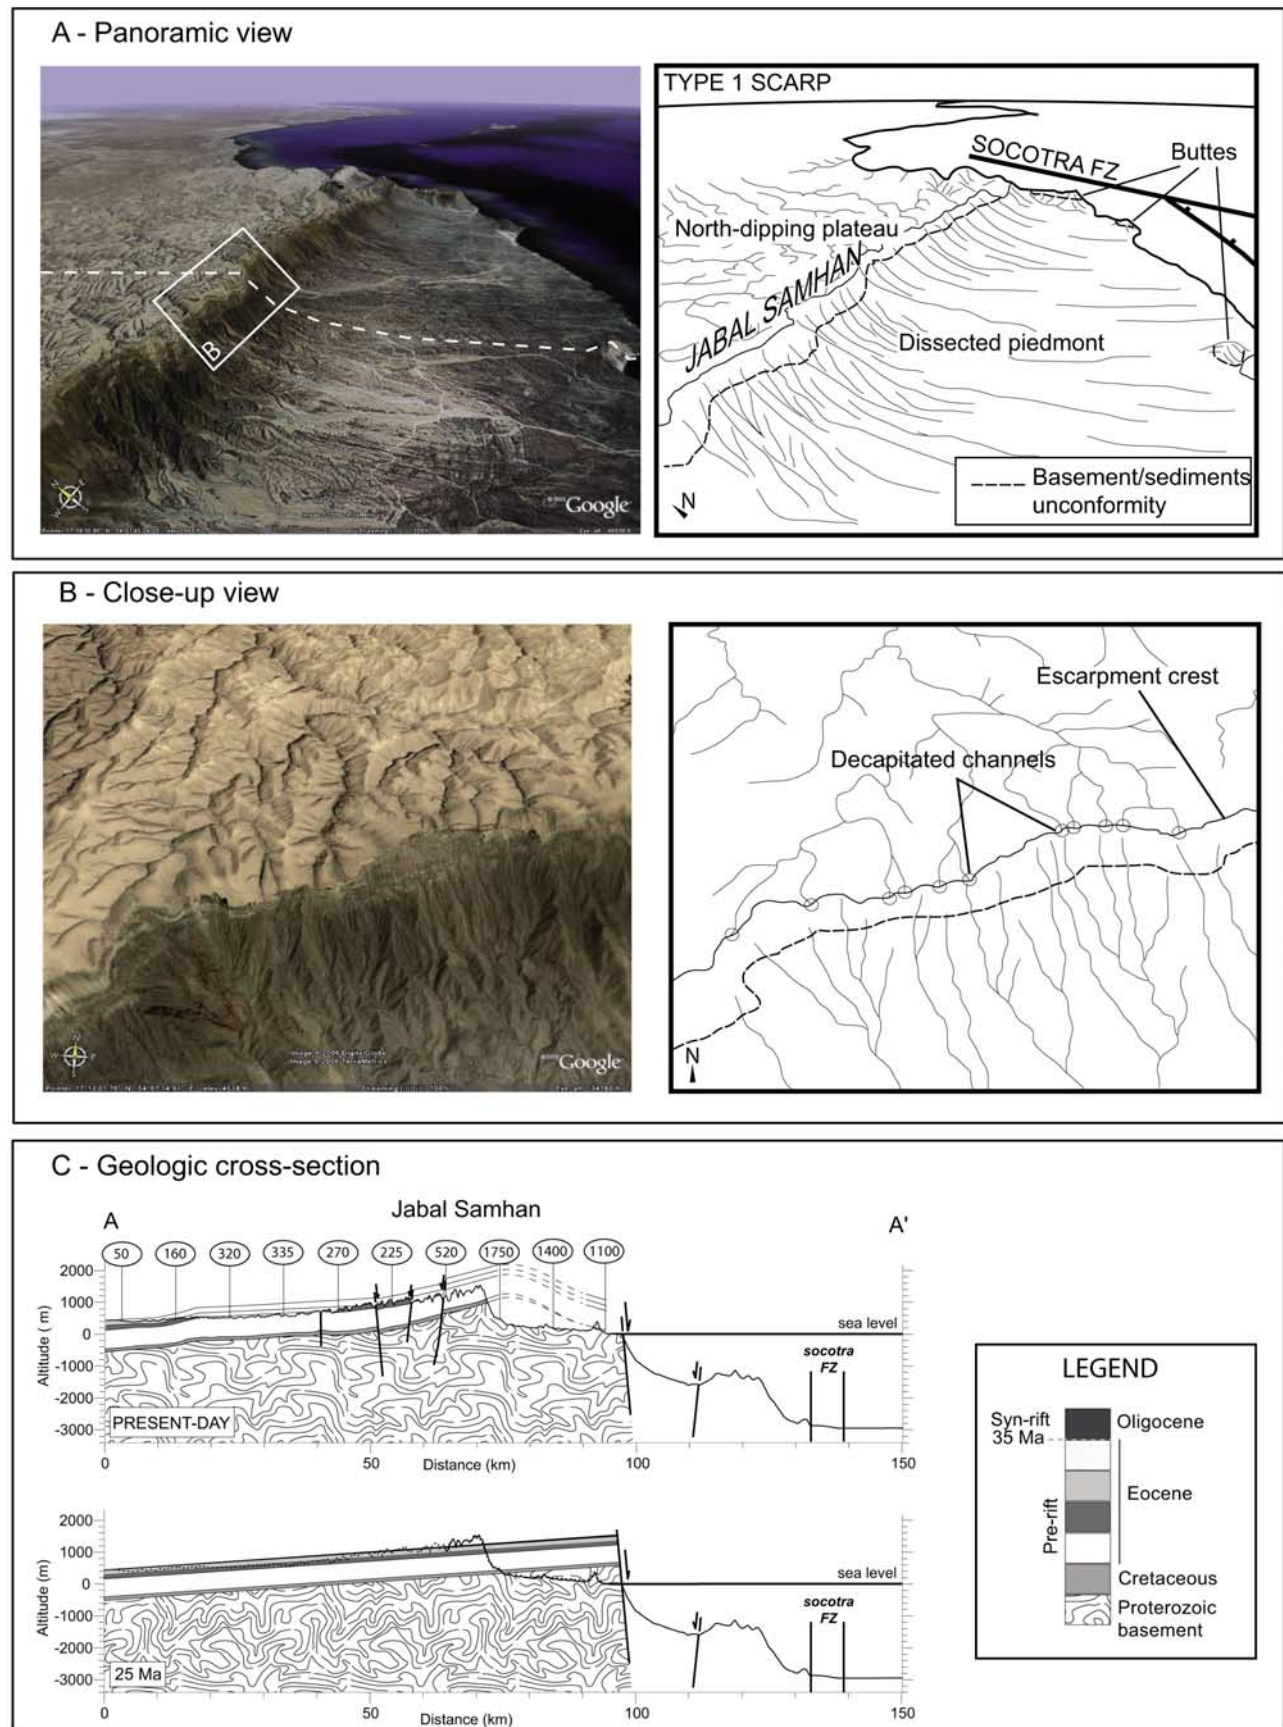 A - Panoramic view
TYPE 1 SCARP
SOCOTRA FZ
Buttes
North-dipping plateau
JABAL SAMHAN
Dissected piedmont
Basement/sediments
unconformity
N
B
Google
B - Close-up view
Escarpment crest
Decapitated channels
N
Google
C - Geologic cross-section
Jabal Samhan
A
A'
50 160 320 335 270 225 520 1750 1400 1100
2000
1000
0
-1000
-2000
-3000
Altitude (m)
sea level
socotra
FZ
PRESENT-DAY
0 50 100 150
Distance (km)
2000
1000
0
-1000
-2000
-3000
Altitude (m)
sea level
socotra
FZ
25 Ma
0 50 100 150
Distance (km)
LEGEND
Syn-rift
35 Ma
Pre-rift
Oligocene
Eocene
Cretaceous
Proterozoic
basement